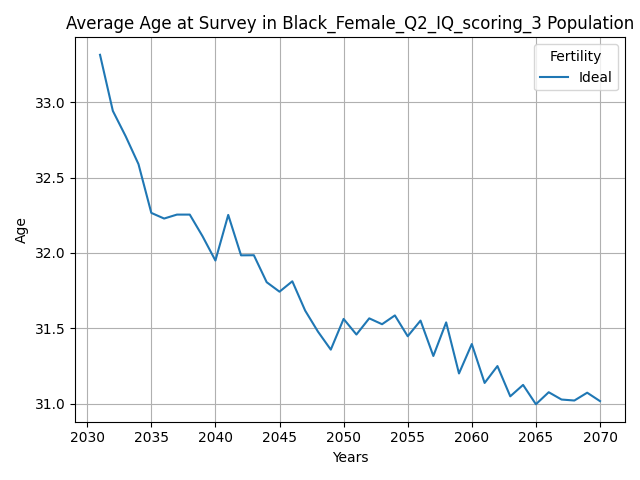 Average Age at Survey in Black_Female_Q2_IQ_scoring_3 Population
Fertility
Ideal
33.0
32.5
32.0
31.5
31.0
Age
2030 2035 2040 2045 2050 2055 2060 2065 2070
Years